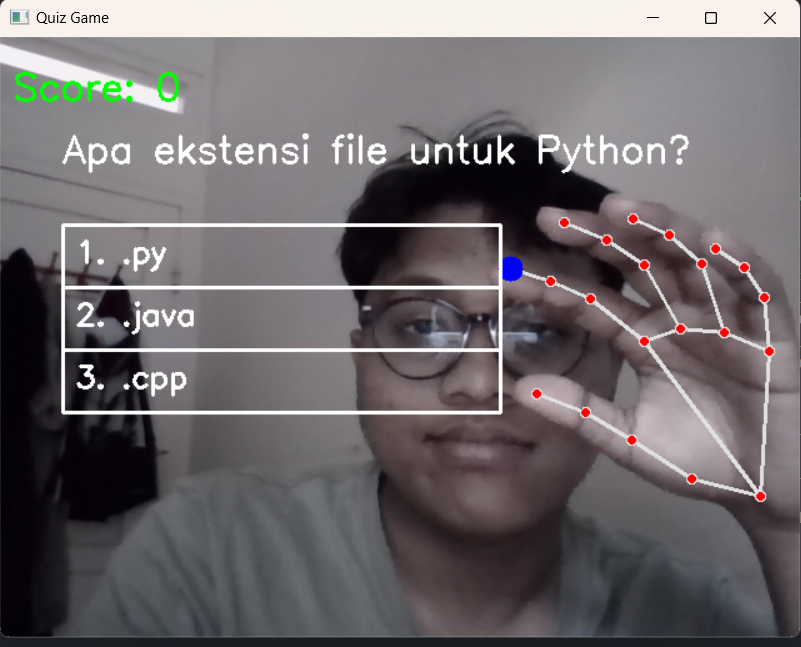 Quiz Game
Score: 0
Apa ekstensi file untuk Python?
1. .py
2. .java
3. .cpp